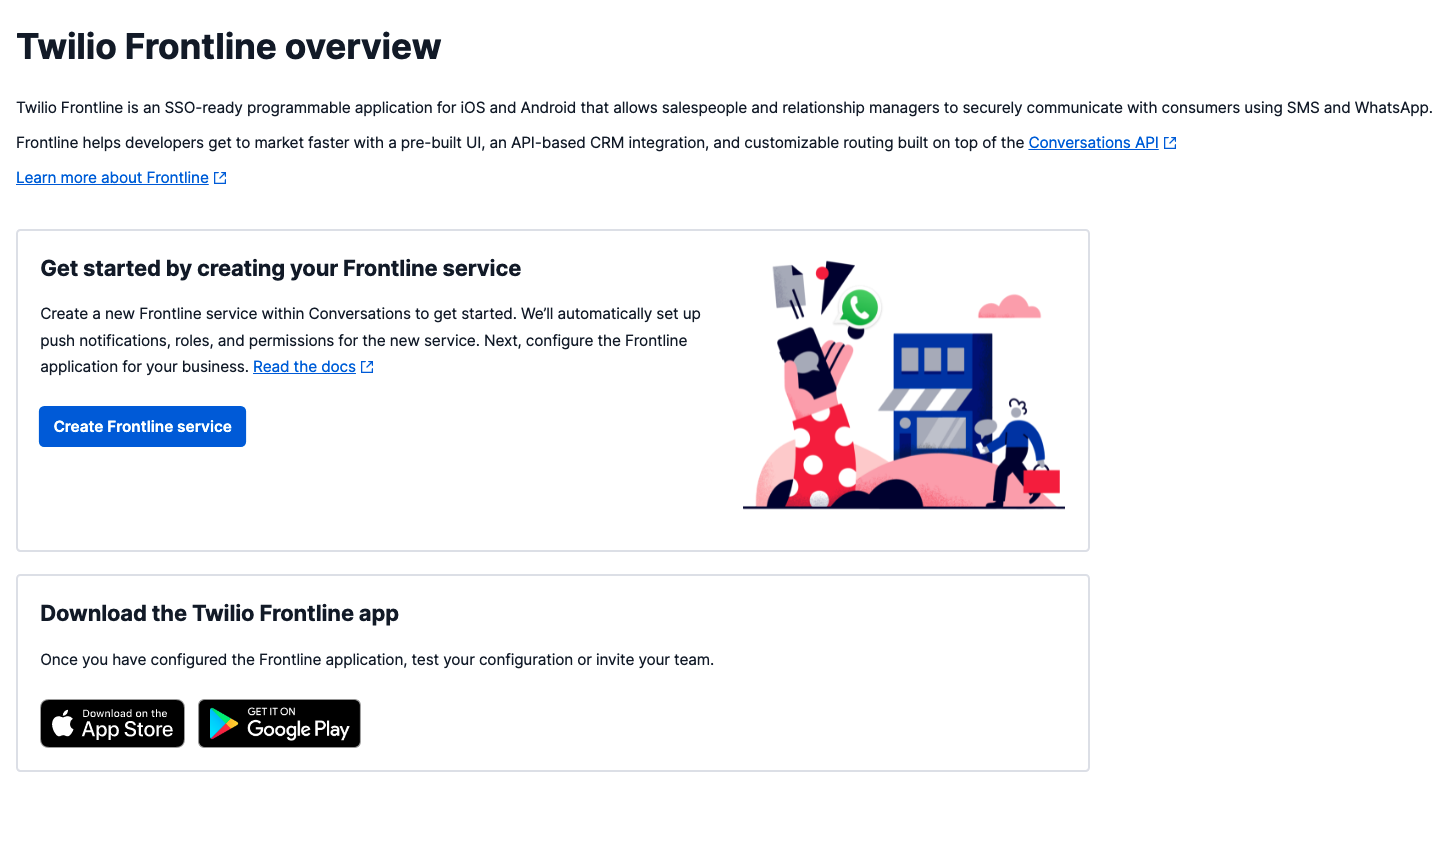 Twilio Frontline overview
Twilio Frontline is an SSO-ready programmable application for iOS and Android that allows salespeople and relationship managers to securely communicate with consumers using SMS and WhatsApp.
Frontline helps developers get to market faster with a pre-built UI, an API-based CRM integration, and customizable routing built on top of the Conversations API
Learn more about Frontline
Get started by creating your Frontline service
Create a new Frontline service within Conversations to get started. We’ll automatically set up
push notifications, roles, and permissions for the new service. Next, configure the Frontline
application for your business. Read the docs
Create Frontline service
Download the Twilio Frontline app
Once you have configured the Frontline application, test your configuration or invite your team.
Download on the
App Store
GET IT ON
Google Play